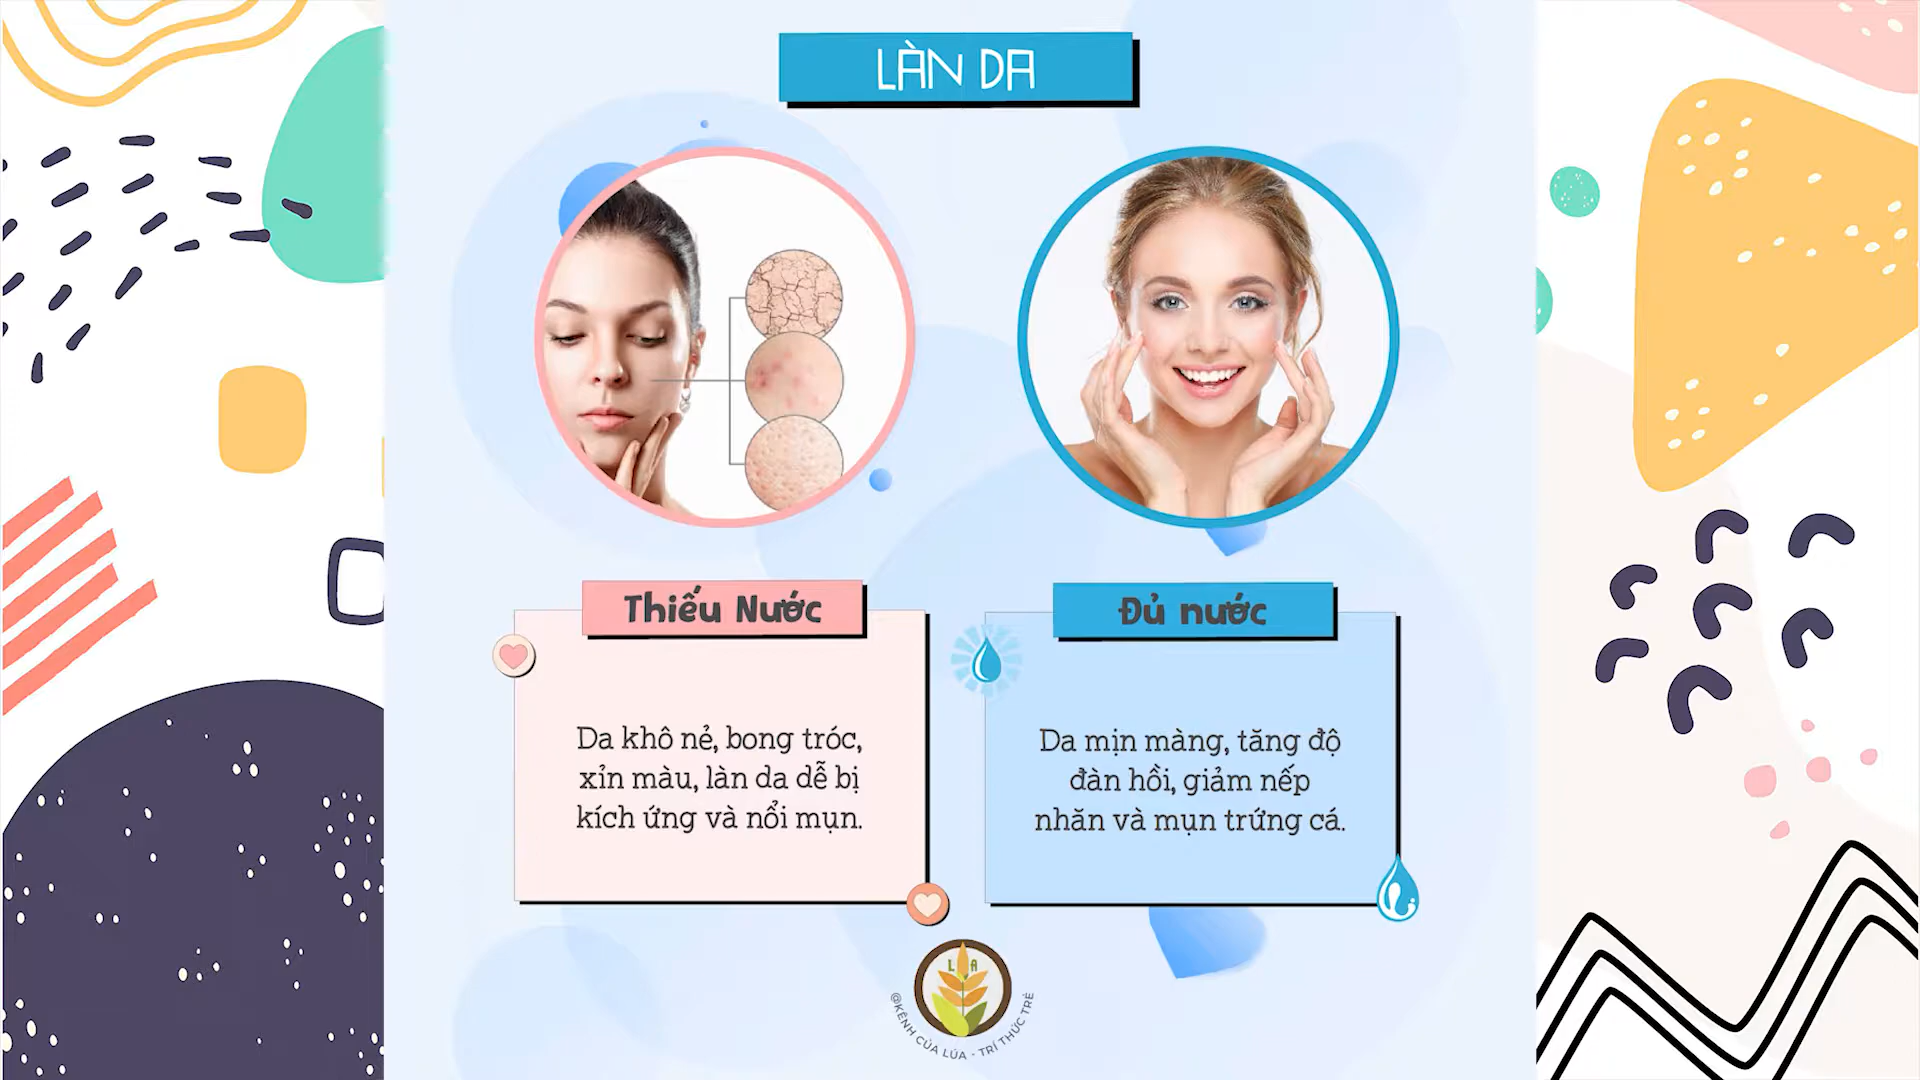 LÀN DA
Thiếu Nước
Đủ nước
Da khô nẻ, bong tróc,
xỉn màu, làn da dễ bị
kích ứng và nổi mụn.
Da mịn màng, tăng độ
đàn hồi, giảm nếp
nhăn và mụn trứng cá.
LÚA
@KÊNH CỦA LÚA - TRÍ THỨC TRẺ